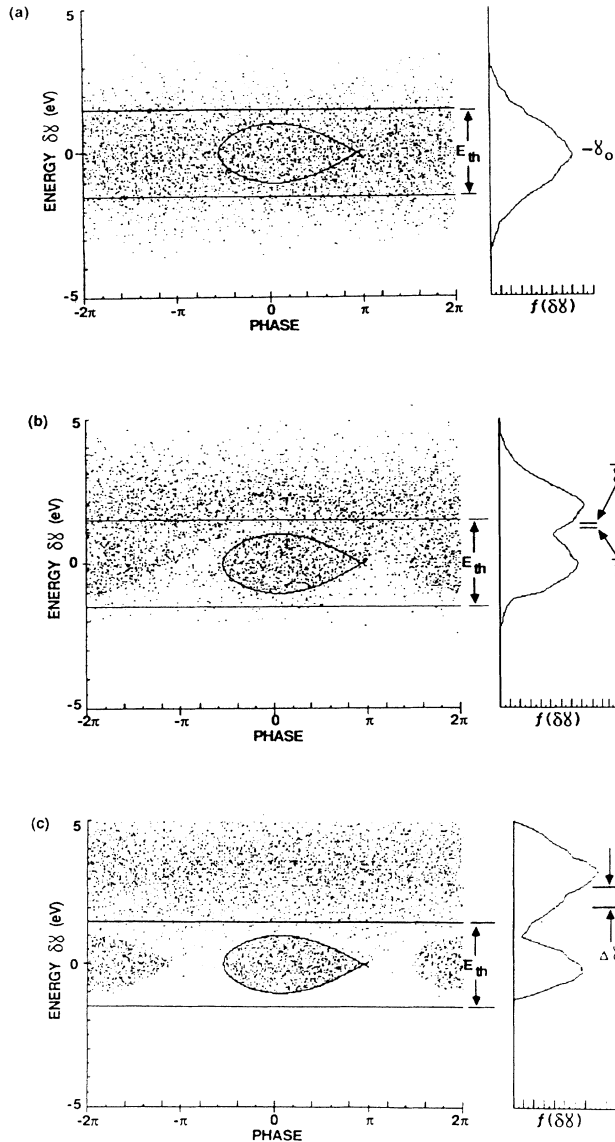 (a)
5
0
-5
ENERGY δγ (eV)
-2π
-π
0
π
2π
PHASE
E th
-γ o
f(δγ)
(b)
5
0
-5
ENERGY δγ (eV)
-2π
-π
0
π
2π
PHASE
E th
f(δγ)
(c)
5
0
-5
ENERGY δγ (eV)
-2π
-π
0
π
2π
PHASE
E th
Δ
f(δγ)